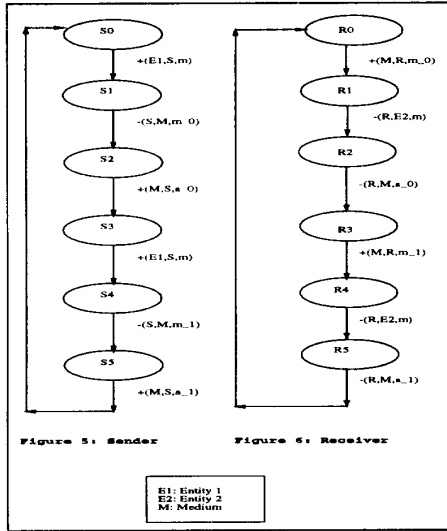 S0
+(E1,S,m)
S1
-(S,M,m_0)
S2
+(M,S,a_0)
S3
+(E1,S,m)
S4
-(S,M,m_1)
S5
+(M,S,a_1)
Figure 5: Sender
R0
+(M,R,m_0)
R1
-(R,E2,m)
R2
-(R,M,a_0)
R3
+(M,R,m_1)
R4
-(R,E2,m)
R5
-(R,M,a_1)
Figure 6: Receiver
E1: Entity 1
E2: Entity 2
M: Medium